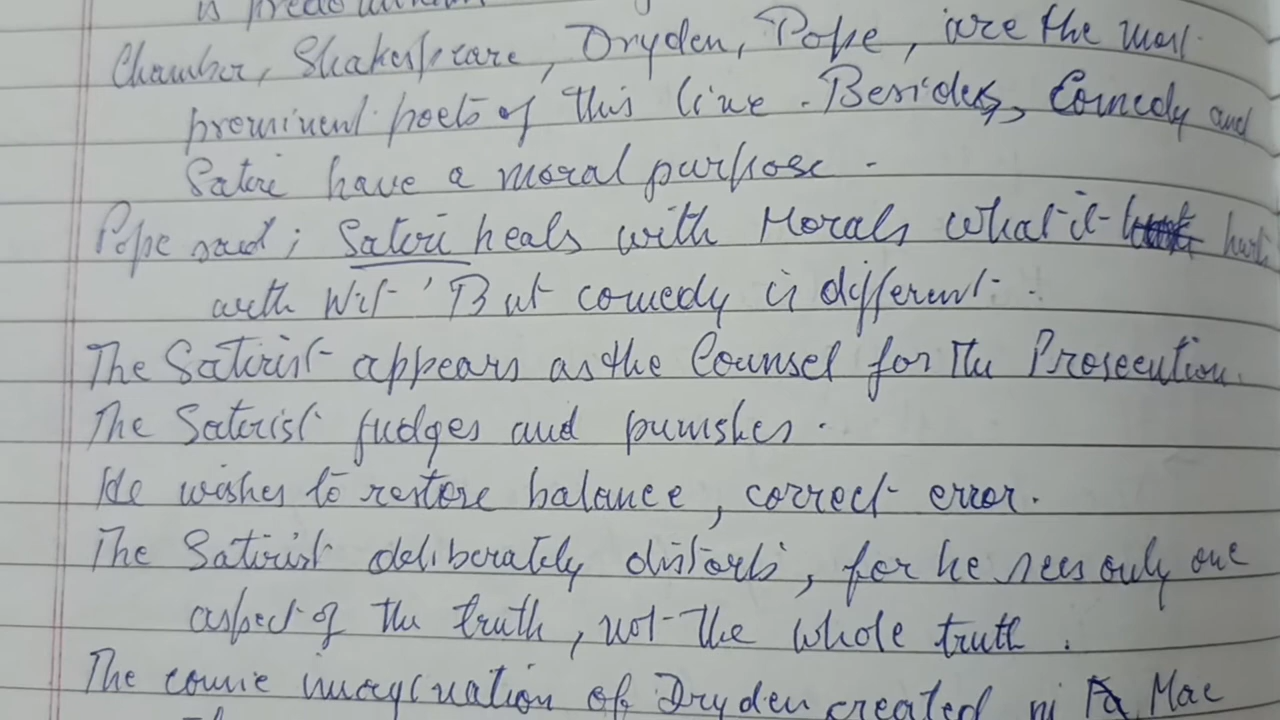 is predo
Chamber, Shakespeare, Dryden, Pope, are the most
prominent poets of this line. Besides, Comedy and
Satire have a moral purpose.
Pope said; Satire heals with Morals what it hurts
with Wit' But comedy is different.
The Satirist appears as the Counsel for the Prosecution.
The Satirist judges and punishes.
He wishes to restore balance, correct error.
The Satirist deliberately distorts, for he sees only one
aspect of the truth, not the whole truth.
The comic imagination of Dryden created in Mac